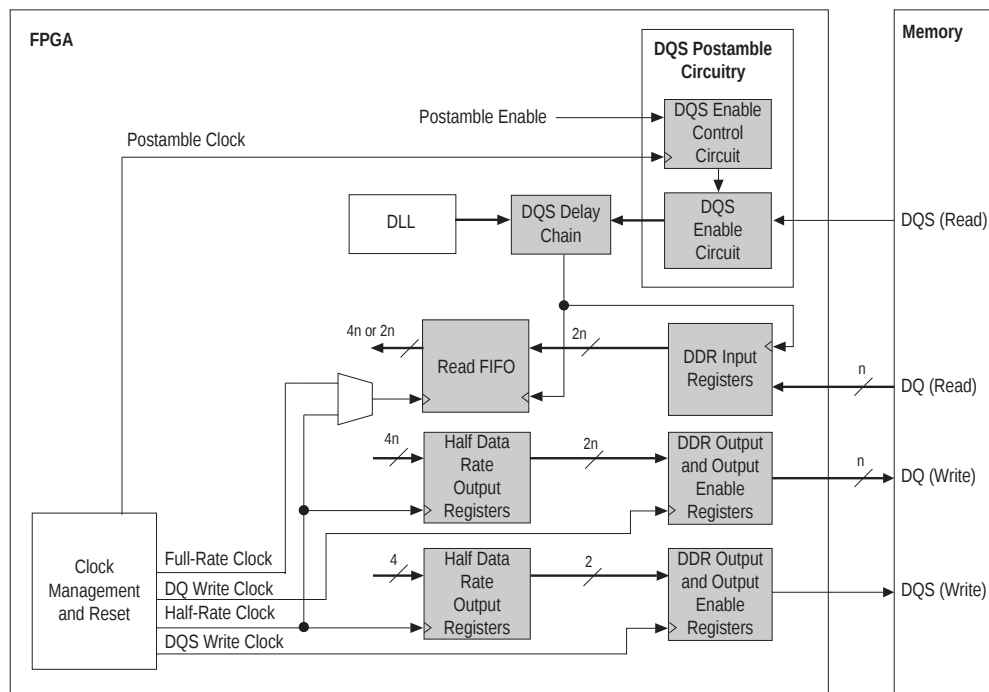 FPGA
Memory
DQS Postamble
Circuitry
Postamble Enable
DQS Enable
Control
Circuit
Postamble Clock
DLL
DQS Delay
Chain
DQS
Enable
Circuit
DQS (Read)
4n or 2n
Read FIFO
2n
DDR Input
Registers
n
DQ (Read)
4n
Half Data
Rate
Output
Registers
2n
DDR Output
and Output
Enable
Registers
n
DQ (Write)
Clock
Management
and Reset
Full-Rate Clock
DQ Write Clock
Half-Rate Clock
DQS Write Clock
4
Half Data
Rate
Output
Registers
2
DDR Output
and Output
Enable
Registers
DQS (Write)